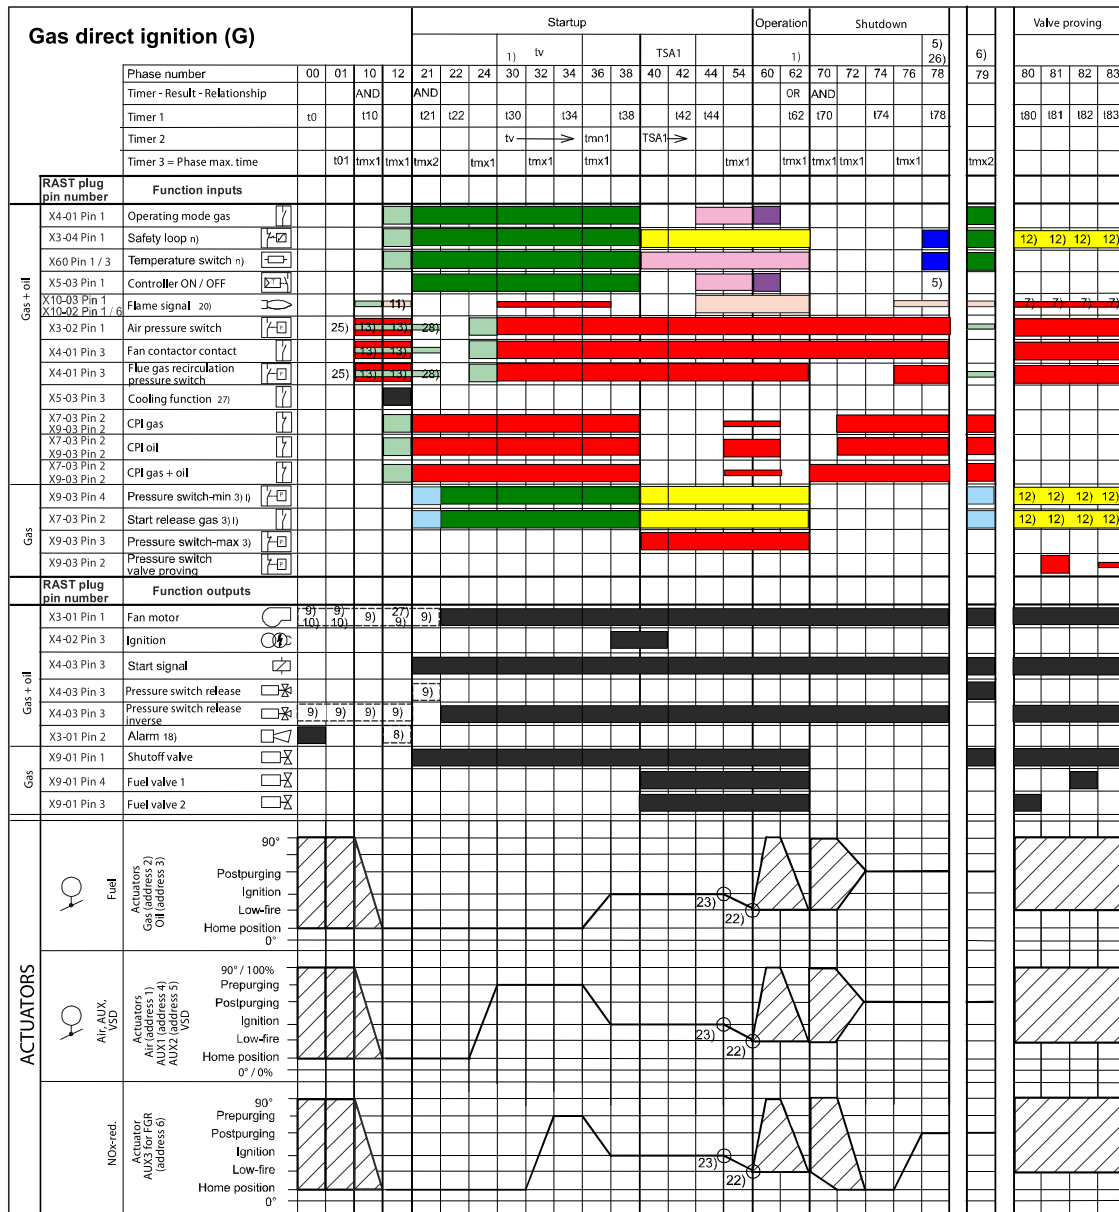 Gas direct ignition (G)
Startup Operation Shutdown Valve proving
1) tv TSA1 1) 5) 26) 6)
Phase number 00 01 10 12 21 22 24 30 32 34 36 38 40 42 44 54 60 62 70 72 74 76 78 79 80 81 82 83
Timer - Result - Relationship AND AND OR AND
Timer 1 t0 t10 t21 t22 t30 t34 t38 t42 t44 t62 t70 t74 t78 t80 t81 t82 t83
Timer 2 tv tmn1 TSA1
Timer 3 = Phase max. time t01 tmx1 tmx1 tmx2 tmx1 tmx1 tmx1 tmx1 tmx1 tmx1 tmx1 tmx1 tmx2
RAST plug pin number Function inputs
Gas + oil
X4-01 Pin 1 Operating mode gas
X3-04 Pin 1 Safety loop n) 12) 12) 12) 12)
X60 Pin 1 / 3 Temperature switch n)
X5-03 Pin 1 Controller ON / OFF 5)
X10-03 Pin 1 X10-02 Pin 1 / 6 Flame signal 20) 11) 7) 7) 7) 7)
X3-02 Pin 1 Air pressure switch 25) 13) 13) 28)
X4-01 Pin 3 Fan contactor contact 13) 13)
X4-01 Pin 3 Flue gas recirculation pressure switch 25) 13) 13) 28)
X5-03 Pin 3 Cooling function 27)
X7-03 Pin 2 X9-03 Pin 2 CPI gas
X7-03 Pin 2 X9-03 Pin 2 CPI oil
X7-03 Pin 2 X9-03 Pin 2 CPI gas + oil
Gas
X9-03 Pin 4 Pressure switch-min 3) l) 12) 12) 12) 12)
X7-03 Pin 2 Start release gas 3) l) 12) 12) 12) 12)
X9-03 Pin 3 Pressure switch-max 3)
X9-03 Pin 2 Pressure switch valve proving
RAST plug pin number Function outputs
Gas + oil
X3-01 Pin 1 Fan motor 9) 10) 9) 10) 9) 27) 9) 9)
X4-02 Pin 3 Ignition
X4-03 Pin 3 Start signal
X4-03 Pin 3 Pressure switch release 9)
X4-03 Pin 3 Pressure switch release inverse 9) 9) 9) 9)
X3-01 Pin 2 Alarm 18) 8)
Gas
X9-01 Pin 1 Shutoff valve
X9-01 Pin 4 Fuel valve 1
X9-01 Pin 3 Fuel valve 2
ACTUATORS
Fuel
Actuators
Gas (address 2)
Oil (address 3)
90°
Postpurging
Ignition
Low-fire
Home position
0°
23)
22)
Air, AUX, VSD
Actuators
Air (address 1)
AUX1 (address 4)
AUX2 (address 5)
VSD
90° / 100%
Prepurging
Postpurging
Ignition
Low-fire
Home position
0° / 0%
23)
22)
NOx-red.
Actuator
AUX3 for FGR
(address 6)
90°
Prepurging
Postpurging
Ignition
Low-fire
Home position
0°
23)
22)